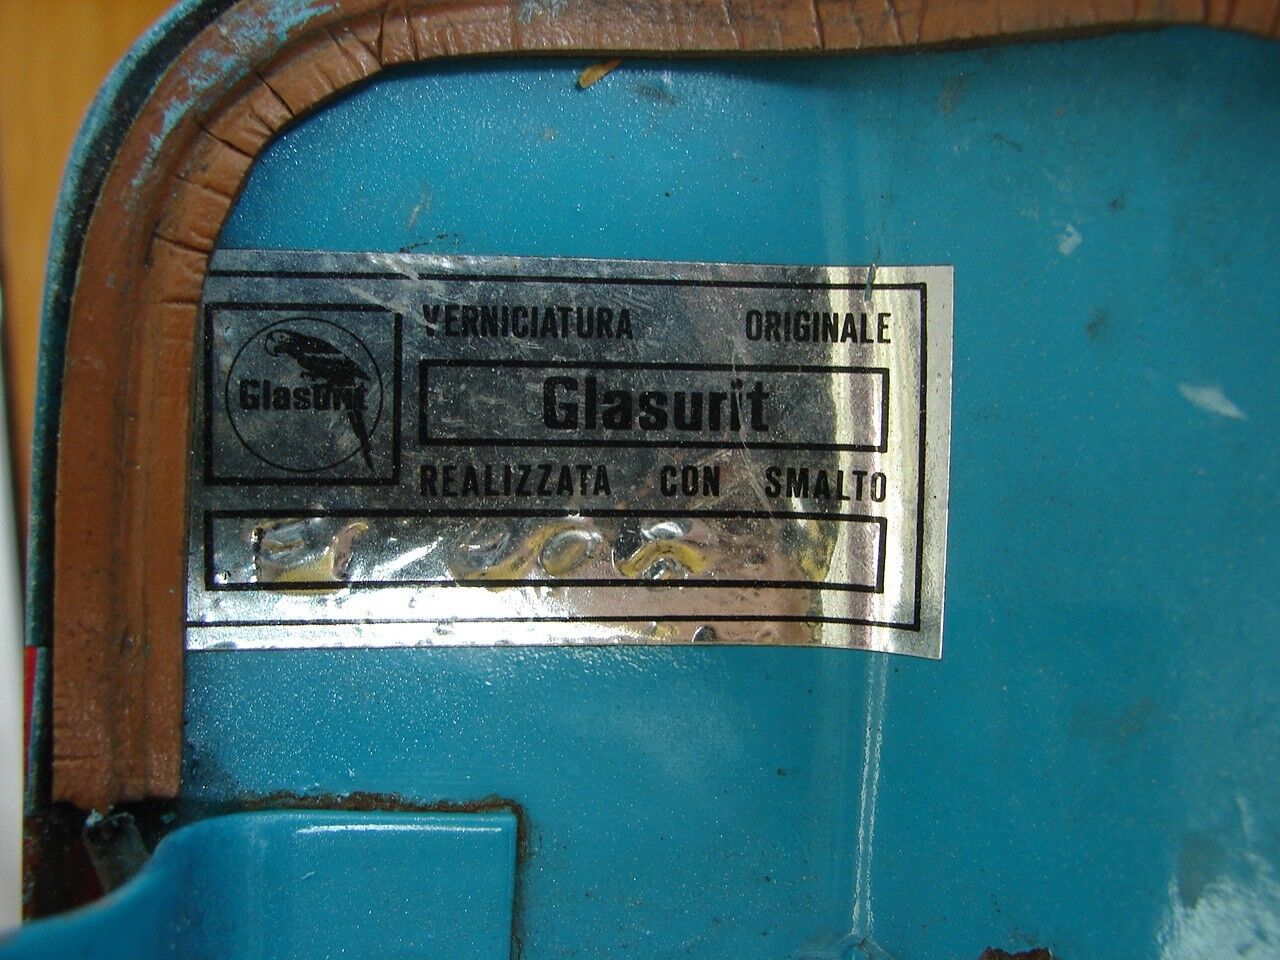 Glasurit
VERNICIATURA ORIGINALE
Glasurit
REALIZZATA CON SMALTO